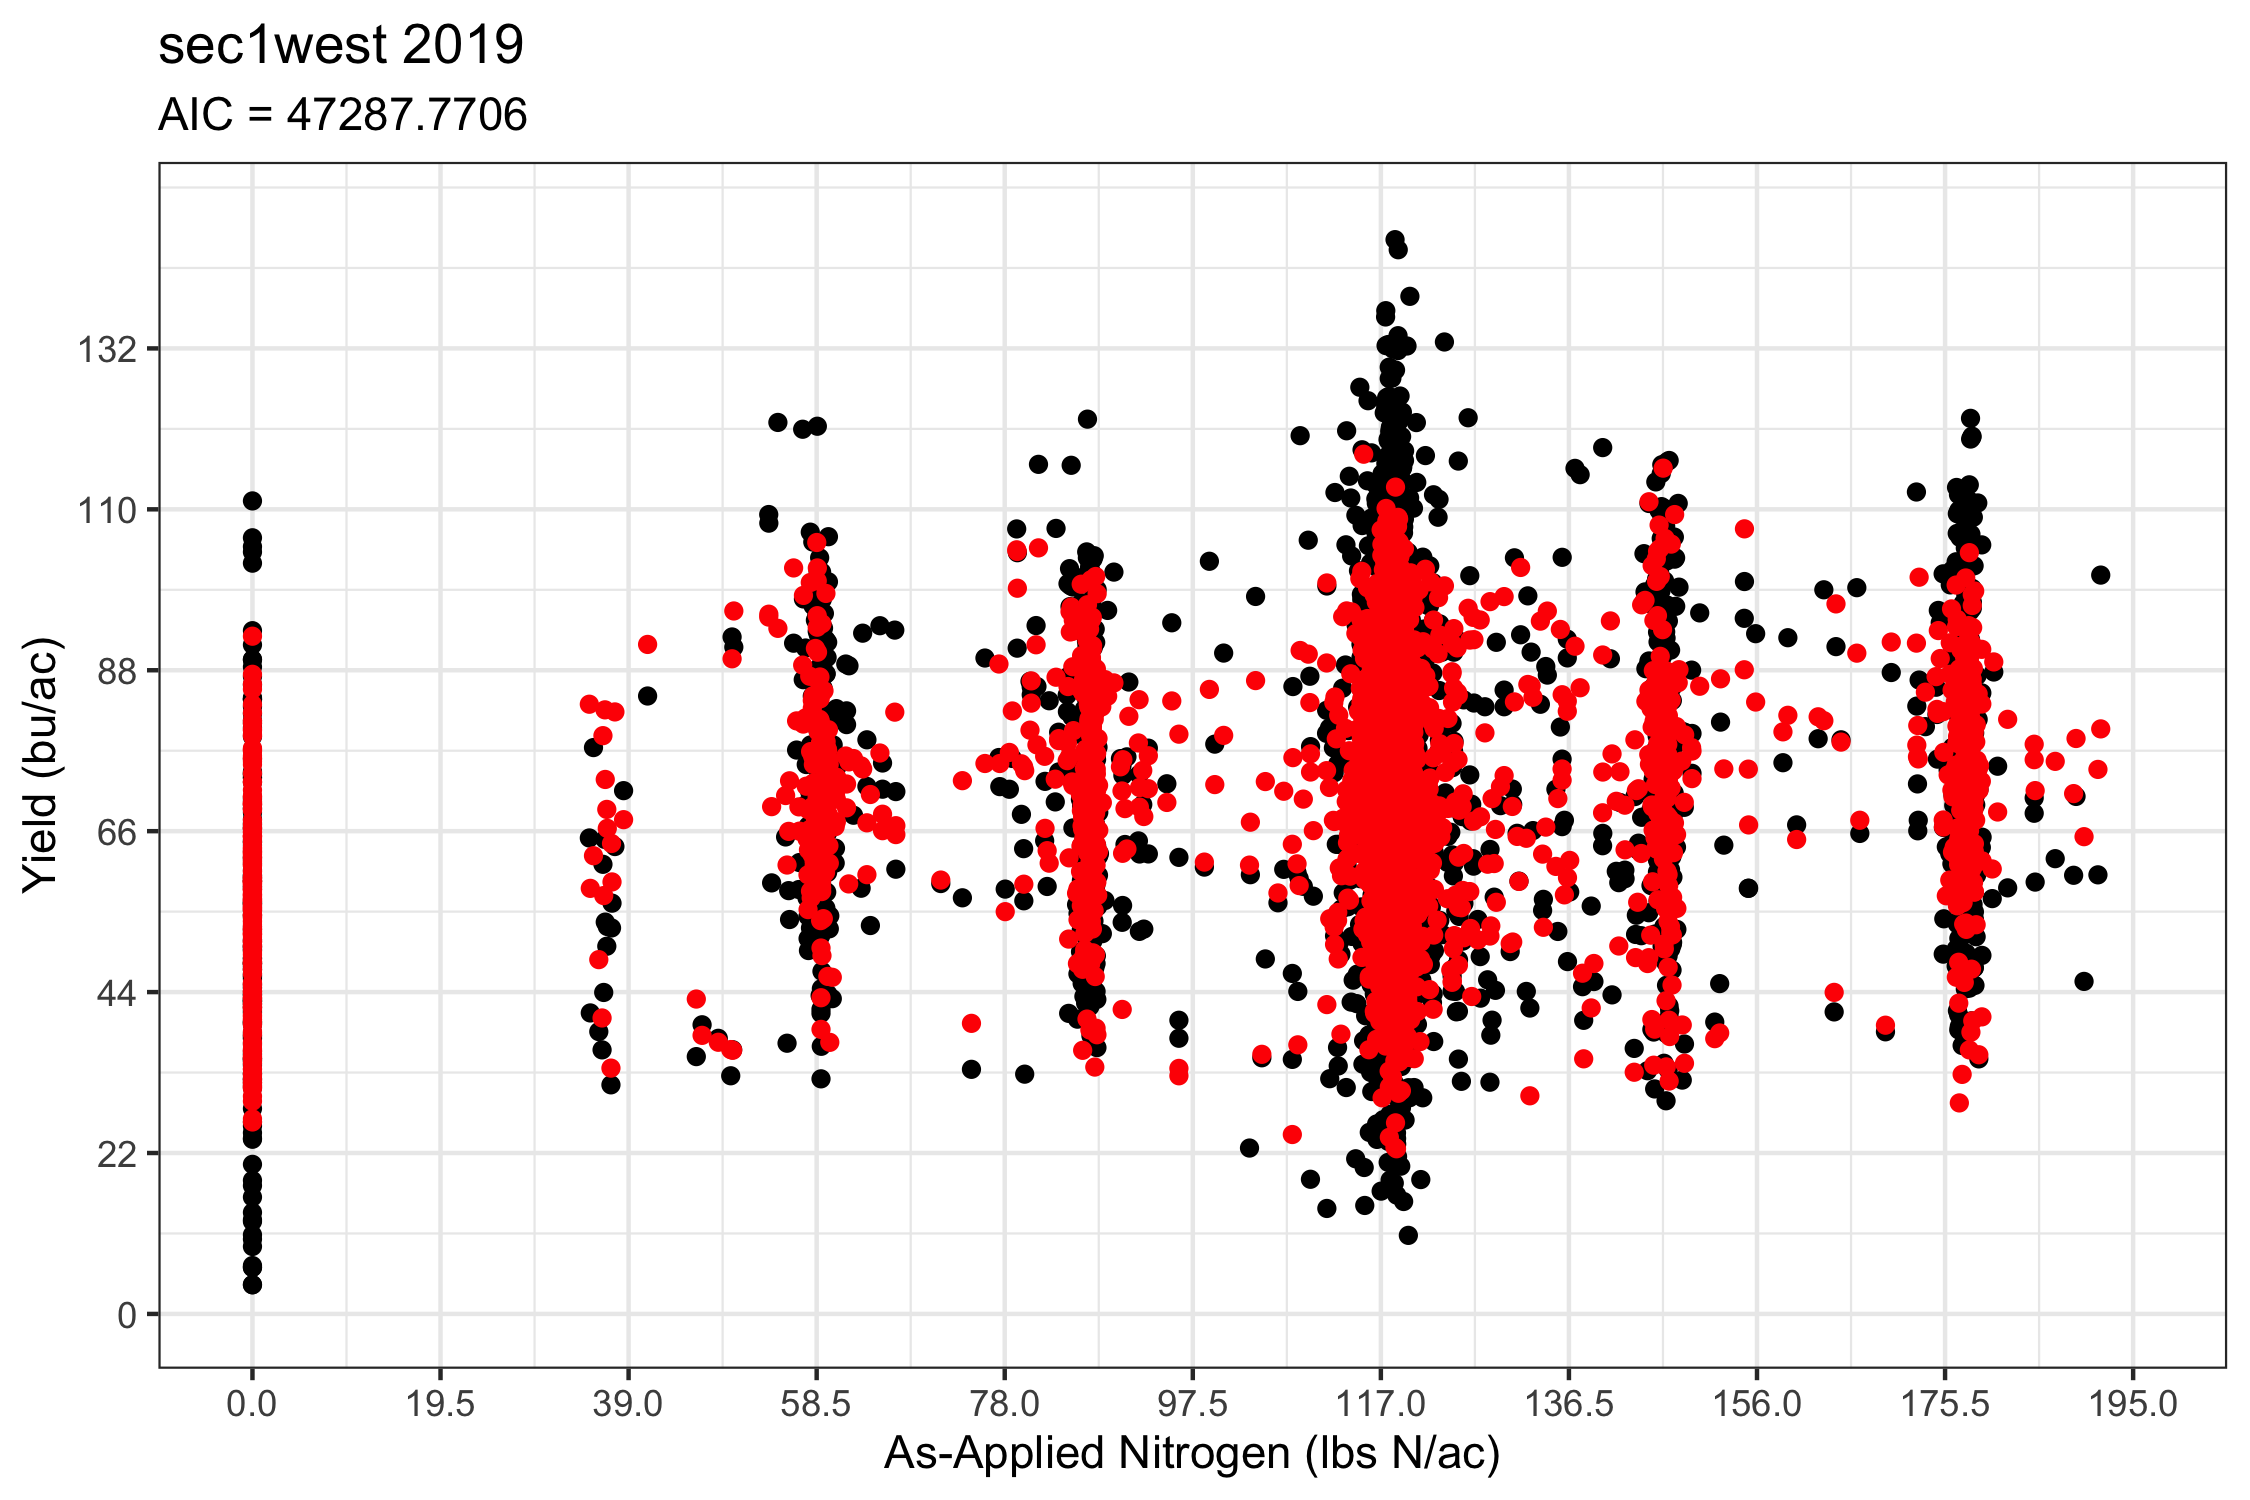 sec1west 2019
AIC = 47287.7706
Yield (bu/ac)
132
110
88
66
44
22
0
0.0 19.5 39.0 58.5 78.0 97.5 117.0 136.5 156.0 175.5 195.0
As-Applied Nitrogen (lbs N/ac)